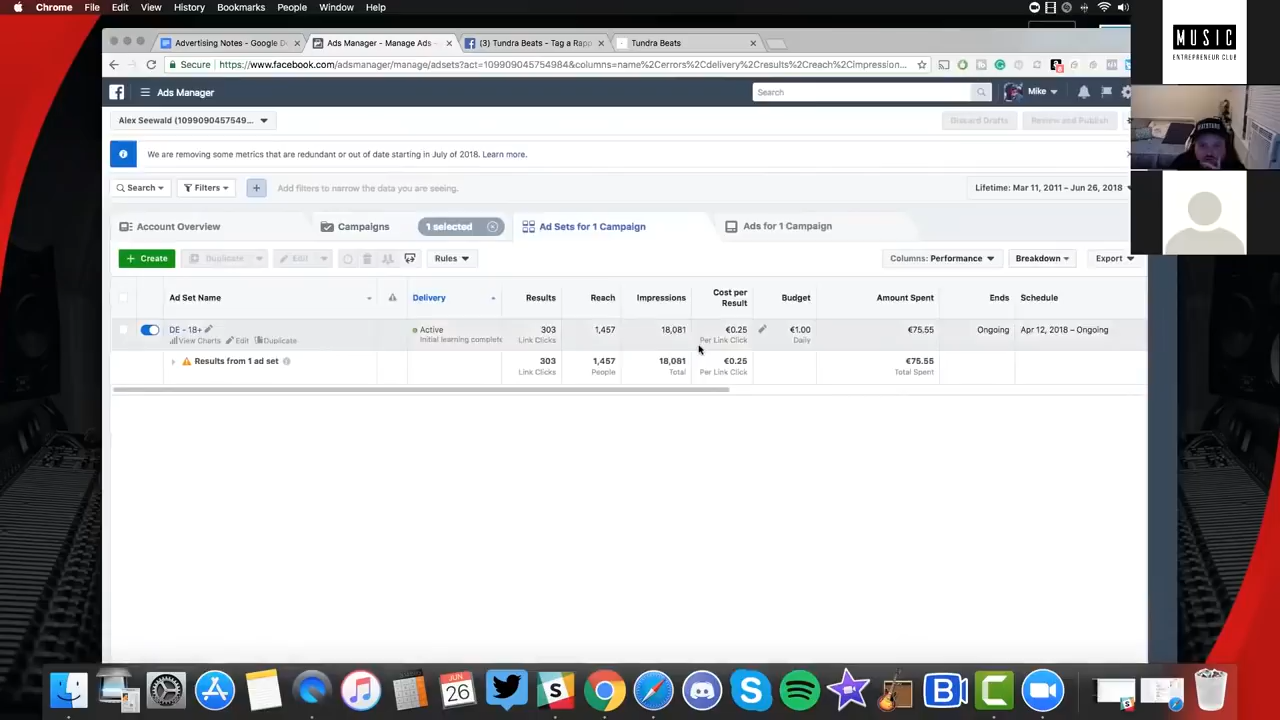 Chrome File Edit View History Bookmarks People Window Help
MUSIC
ENTREPRENEUR CLUB
Advertising Notes - Google D
Ads Manager - Manage Ads -
(3) Tundra Beats - Tag a Rapp
Tundra Beats
Secure https://www.facebook.com/adsmanager/manage/adsets?act=109909045754984&columns=name%2Cerrors%2Cdelivery%2Cresults%2Creach%2Cimpression...
Ads Manager
Search
Mike
Alex Seewald (1099090457549...
Discard Drafts
Review and Publish
We are removing some metrics that are redundant or out of date starting in July of 2018. Learn more.
Search
Filters
Add filters to narrow the data you are seeing.
Lifetime: Mar 11, 2011 – Jun 26, 2018
Account Overview
Campaigns
1 selected
Ad Sets for 1 Campaign
Ads for 1 Campaign
+ Create
Duplicate
Edit
Rules
Columns: Performance
Breakdown
Export
Ad Set Name
Delivery
Results
Reach
Impressions
Cost per
Result
Budget
Amount Spent
Ends
Schedule
DE - 18+
View Charts Edit Duplicate
Active
Initial learning complete
303
Link Clicks
1,457
18,081
€0.25
Per Link Click
€1.00
Daily
€75.55
Ongoing
Apr 12, 2018 – Ongoing
Results from 1 ad set
303
Link Clicks
1,457
People
18,081
Total
€0.25
Per Link Click
€75.55
Total Spent
JUN
26